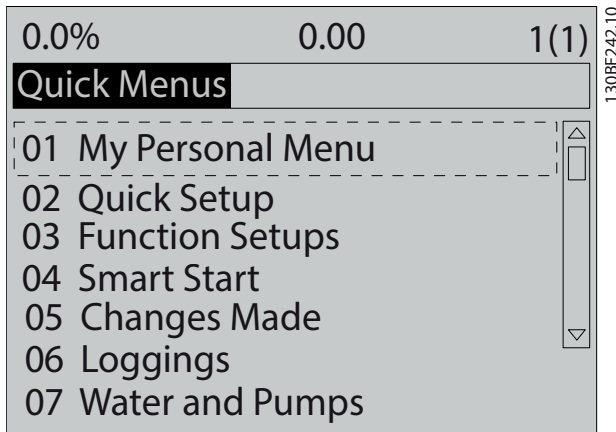 0.0% 0.00 1(1)
Quick Menus
01 My Personal Menu
02 Quick Setup
03 Function Setups
04 Smart Start
05 Changes Made
06 Loggings
07 Water and Pumps
130BF242.10